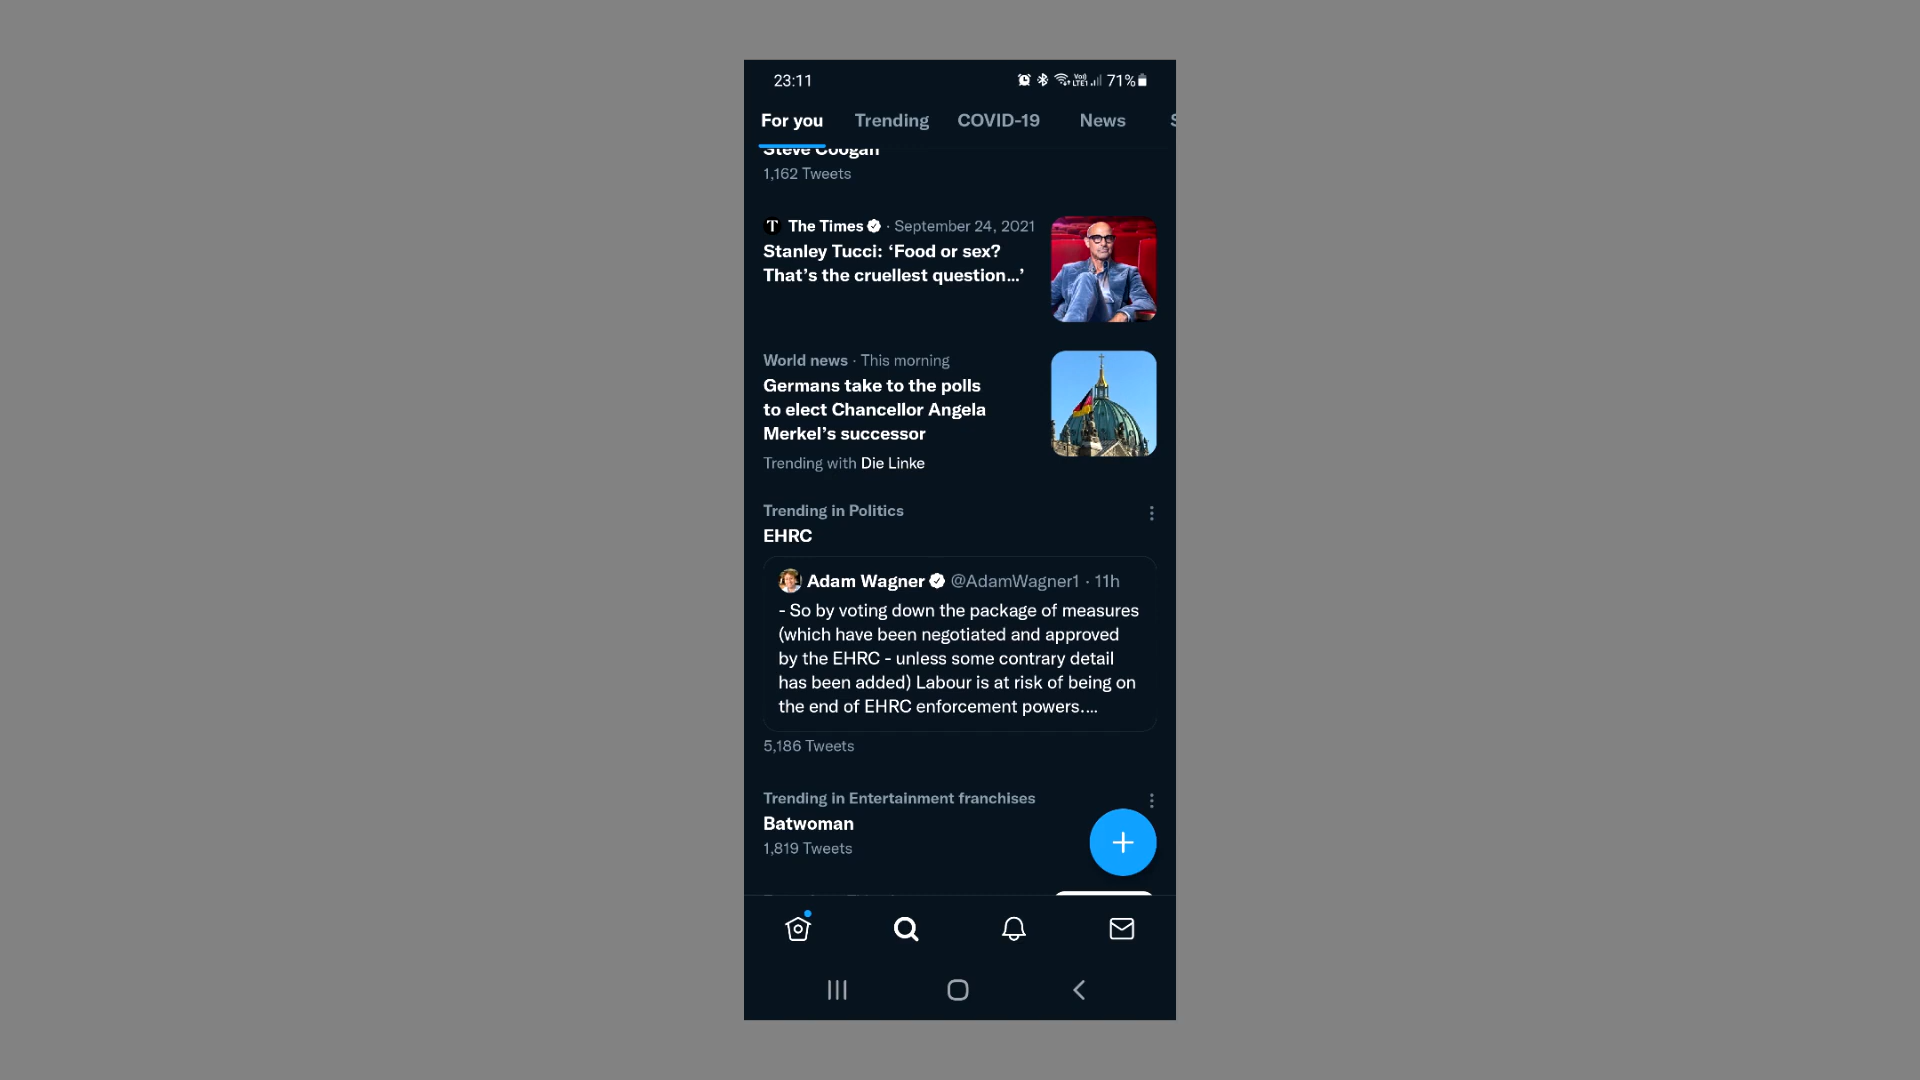 23:11 71%
For you Trending COVID-19 News
Steve Coogan
1,162 Tweets
T The Times · September 24, 2021
Stanley Tucci: ‘Food or sex?
That’s the cruellest question...’
World news · This morning
Germans take to the polls
to elect Chancellor Angela
Merkel’s successor
Trending with Die Linke
Trending in Politics
EHRC
Adam Wagner @AdamWagner1 · 11h
- So by voting down the package of measures
(which have been negotiated and approved
by the EHRC - unless some contrary detail
has been added) Labour is at risk of being on
the end of EHRC enforcement powers....
5,186 Tweets
Trending in Entertainment franchises
Batwoman
1,819 Tweets